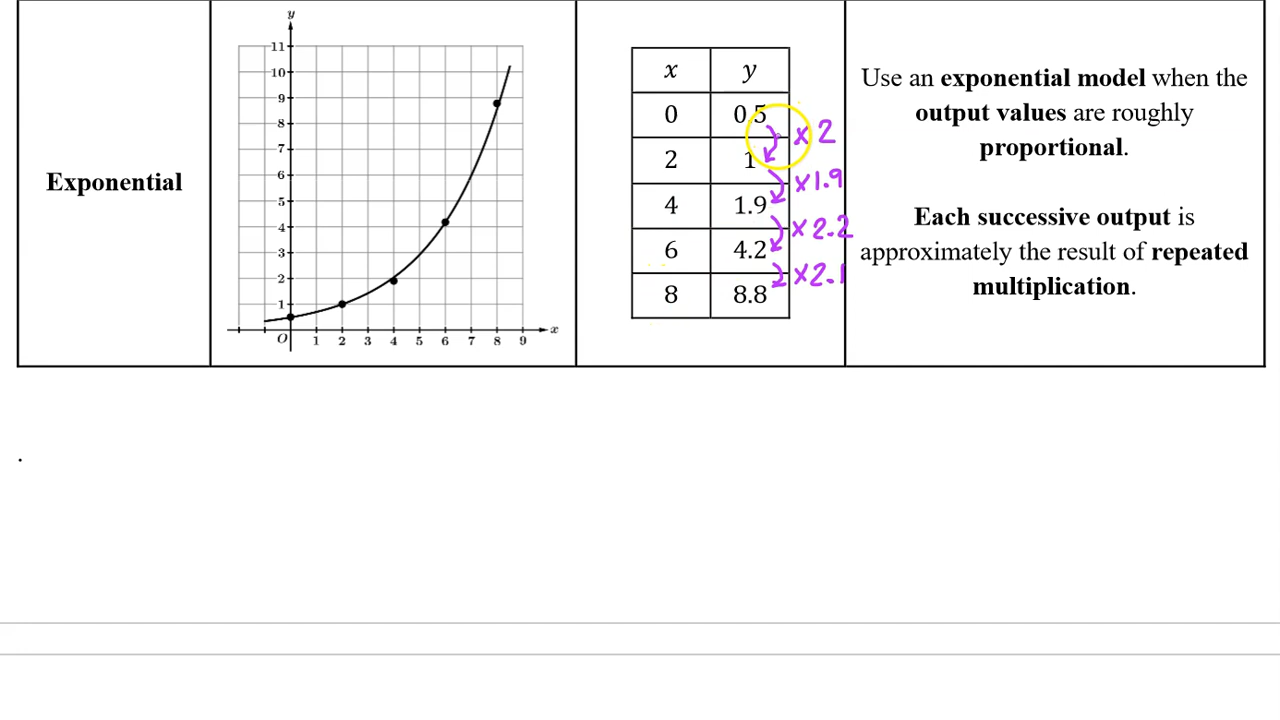 Exponential
y
11
10
9
8
7
6
5
4
3
2
1
O 1 2 3 4 5 6 7 8 9 x
x y
0 0.5
×2
2 1
×1.9
4 1.9
×2.2
6 4.2
×2.1
8 8.8
Use an exponential model when the
output values are roughly
proportional.
Each successive output is
approximately the result of repeated
multiplication.
.